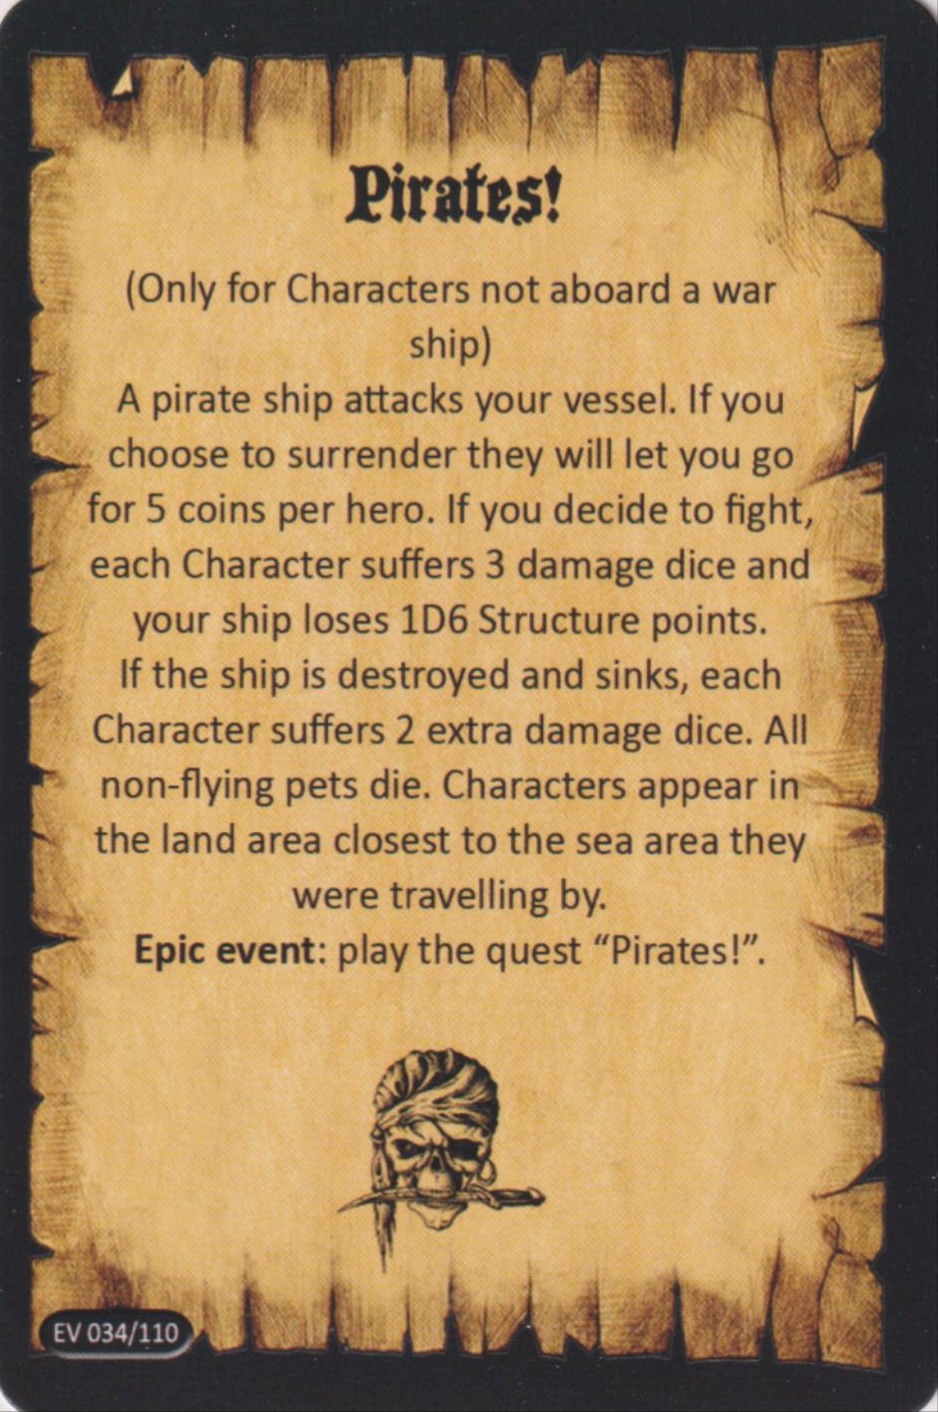 Pirates!
(Only for Characters not aboard a war
ship)
A pirate ship attacks your vessel. If you
choose to surrender they will let you go
for 5 coins per hero. If you decide to fight,
each Character suffers 3 damage dice and
your ship loses 1D6 Structure points.
If the ship is destroyed and sinks, each
Character suffers 2 extra damage dice. All
non-flying pets die. Characters appear in
the land area closest to the sea area they
were travelling by.
Epic event: play the quest “Pirates!”.
EV 034/110